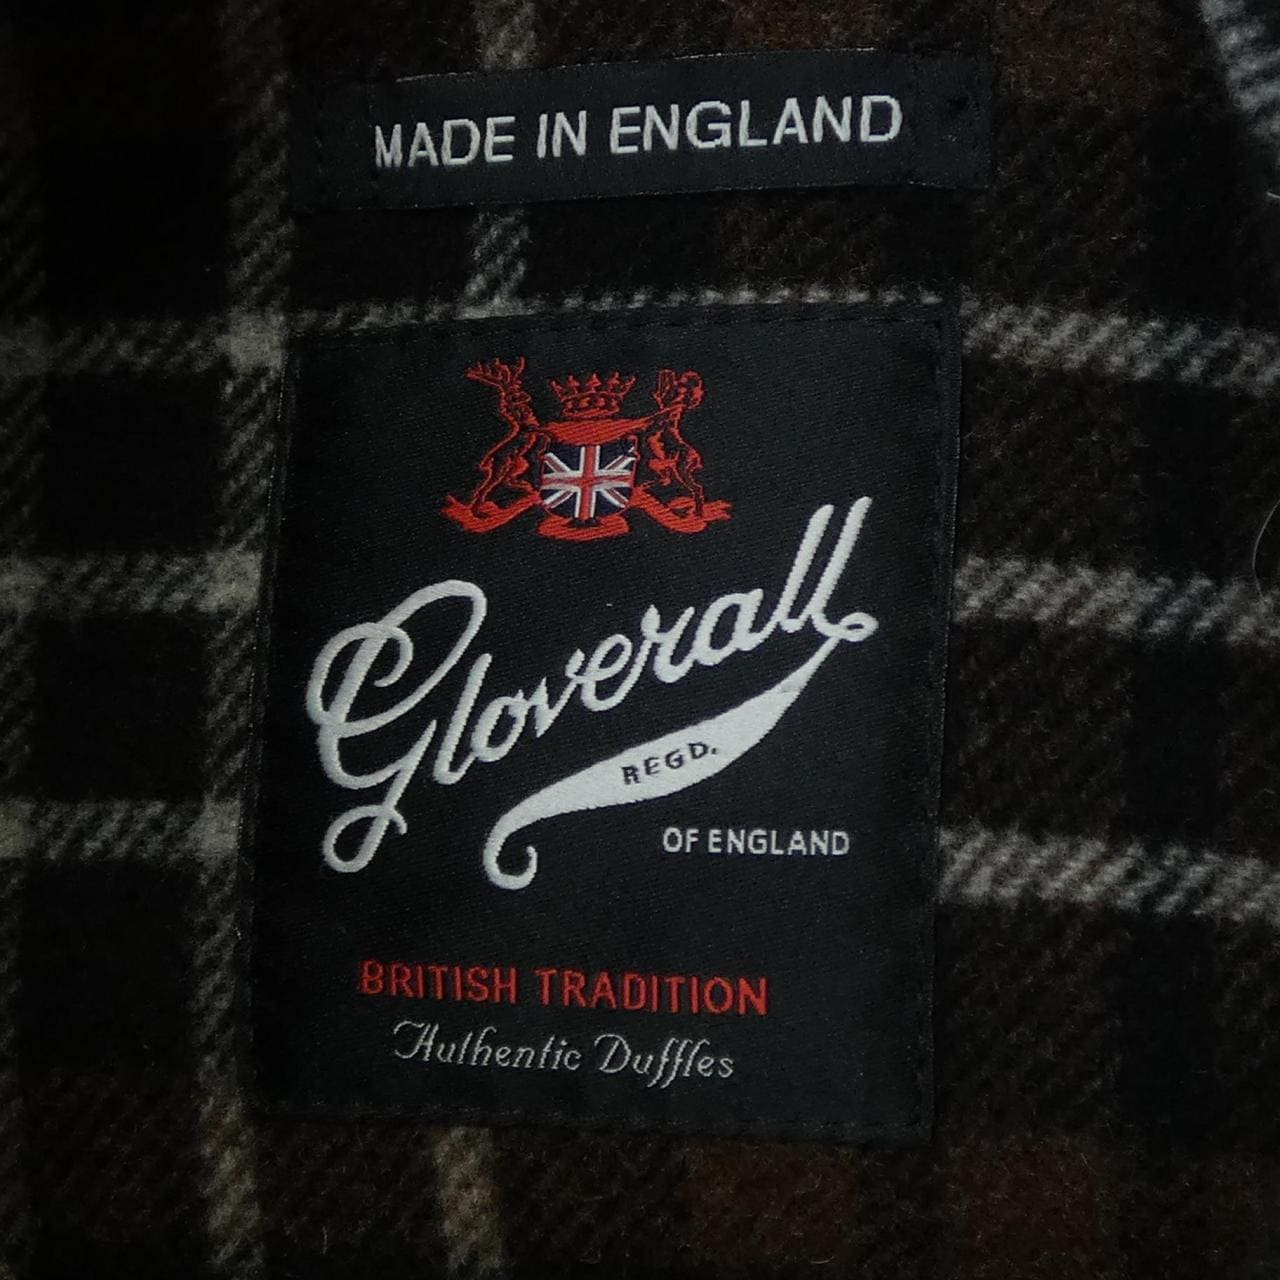 MADE IN ENGLAND
Gloverall
REGD.
OF ENGLAND
BRITISH TRADITION
Authentic Duffles